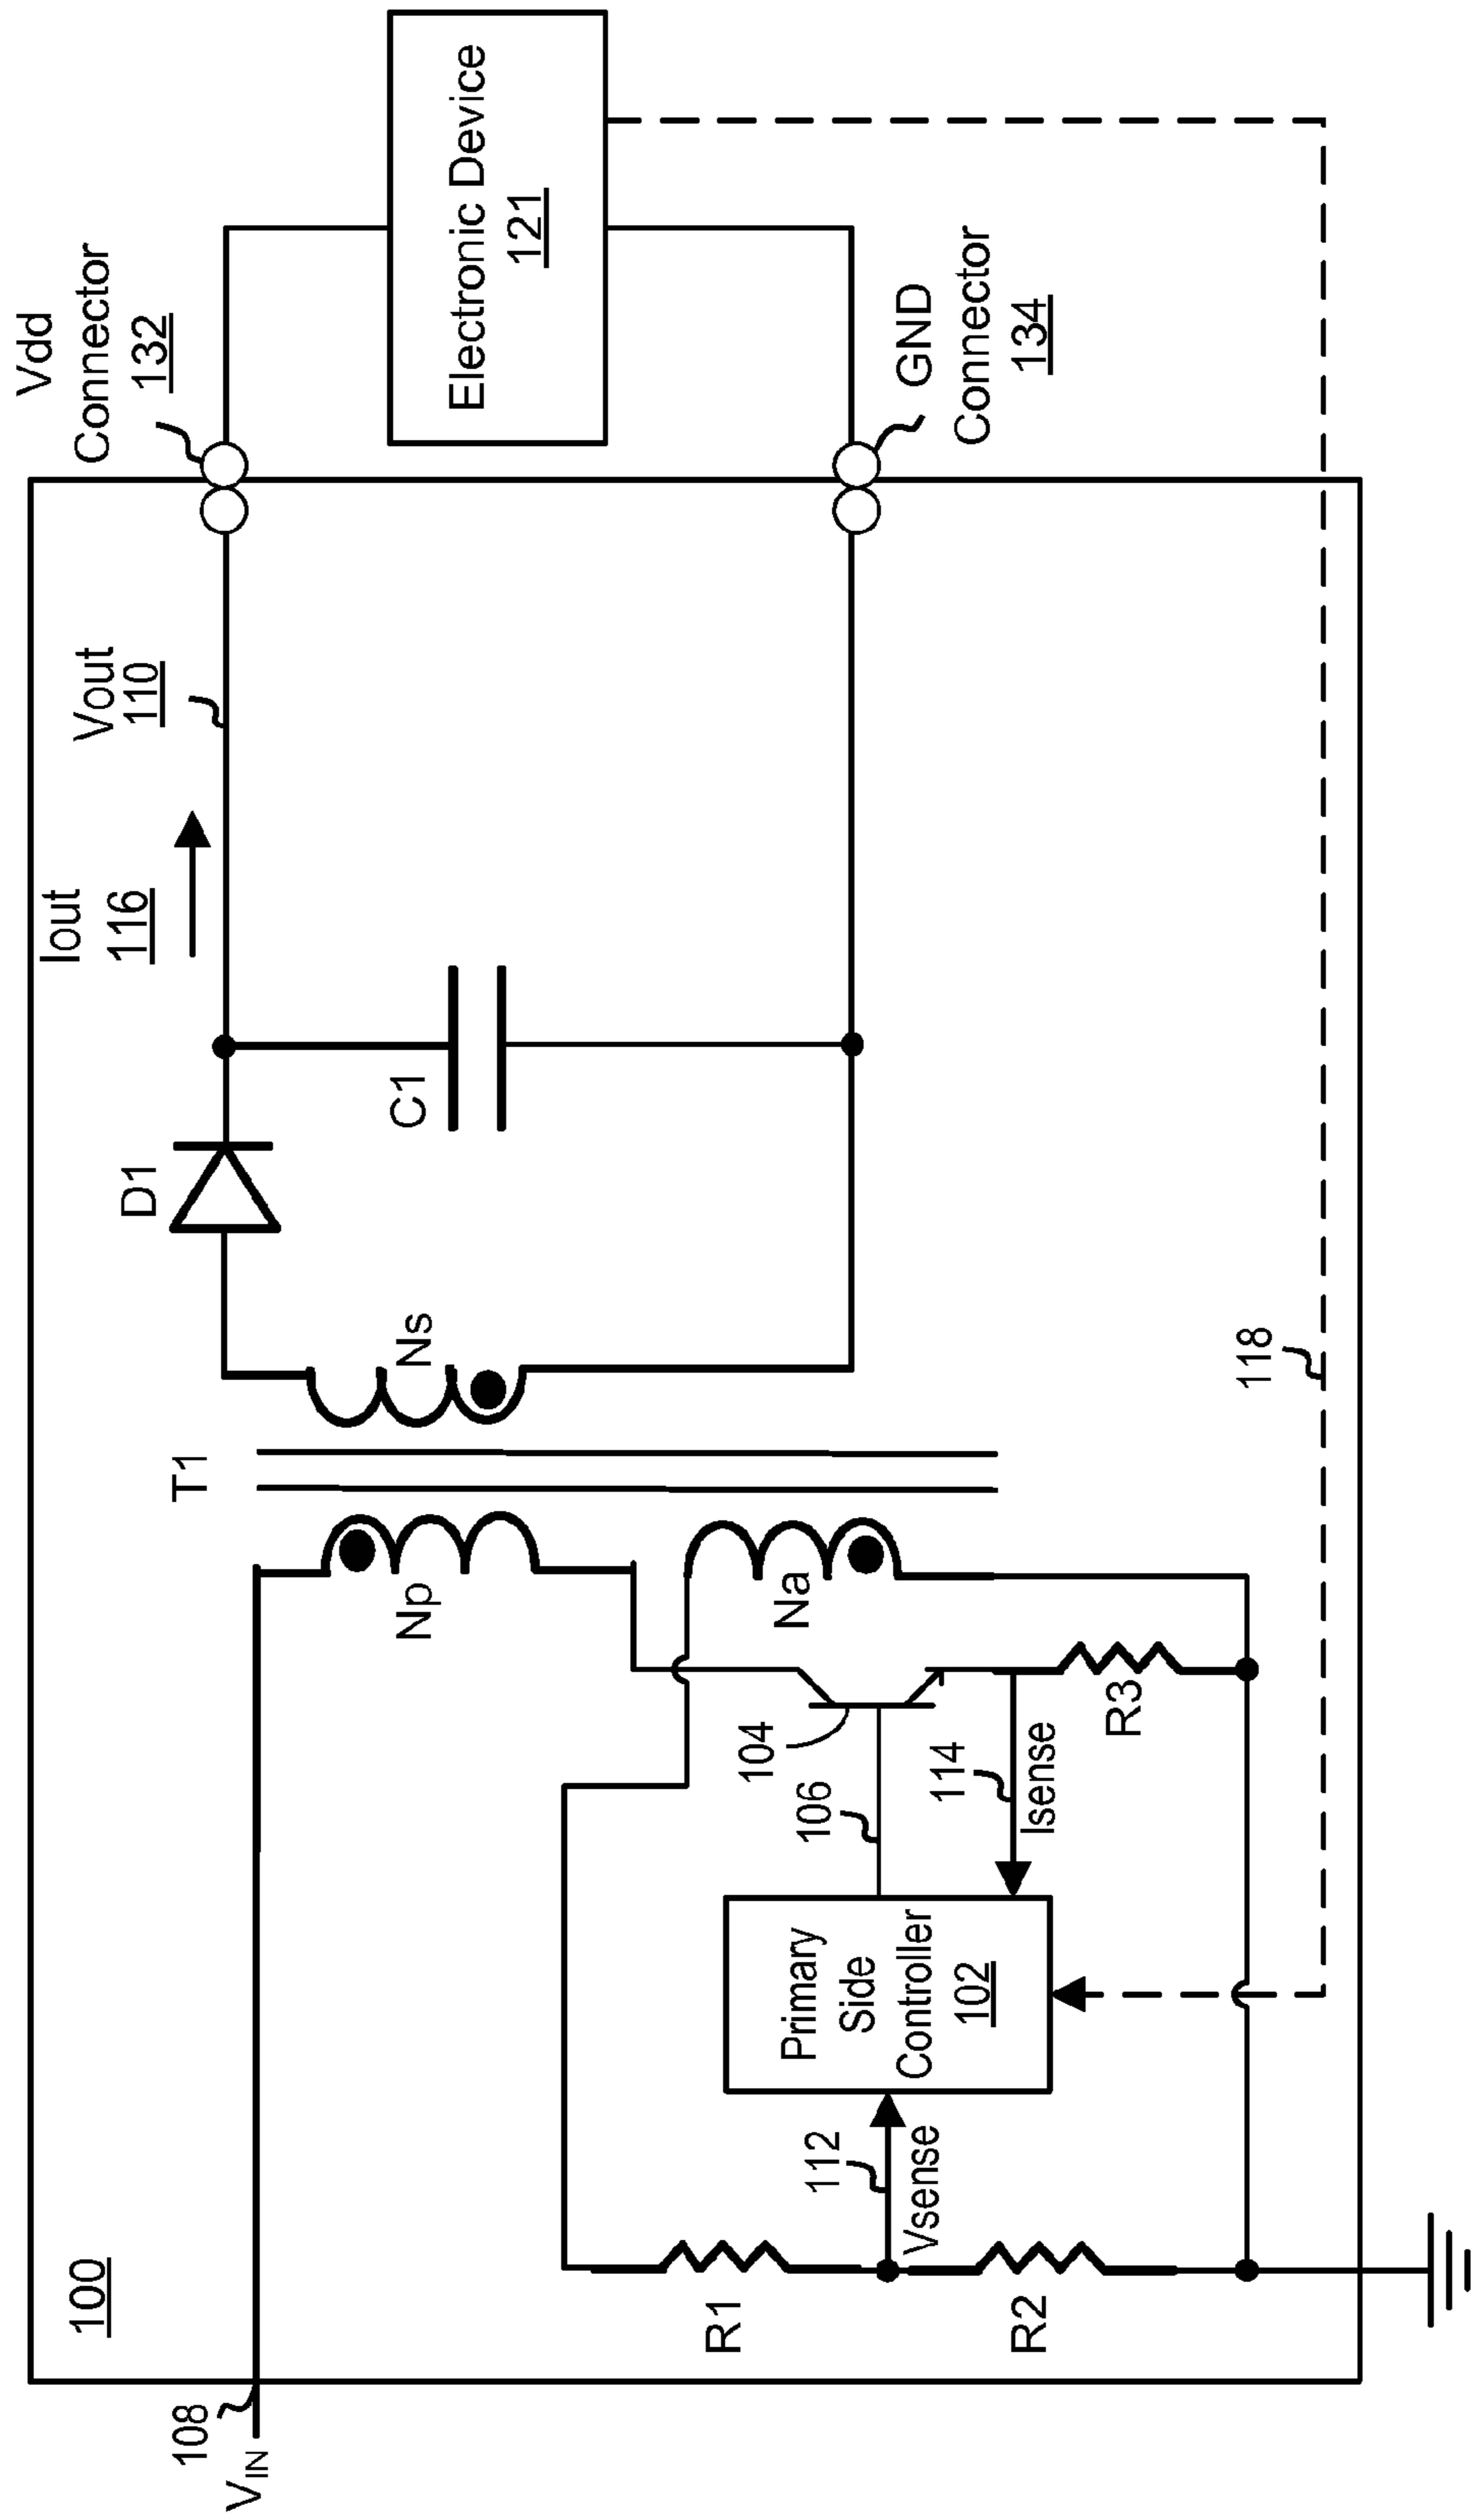 100
108
V_IN
T1
Np
Ns
Na
D1
C1
Iout
116
Vout
110
Vdd
Connector
132
Electronic Device
121
GND
Connector
134
104
106
114
Isense
R3
Primary
Side
Controller
102
112
Vsense
R1
R2
118